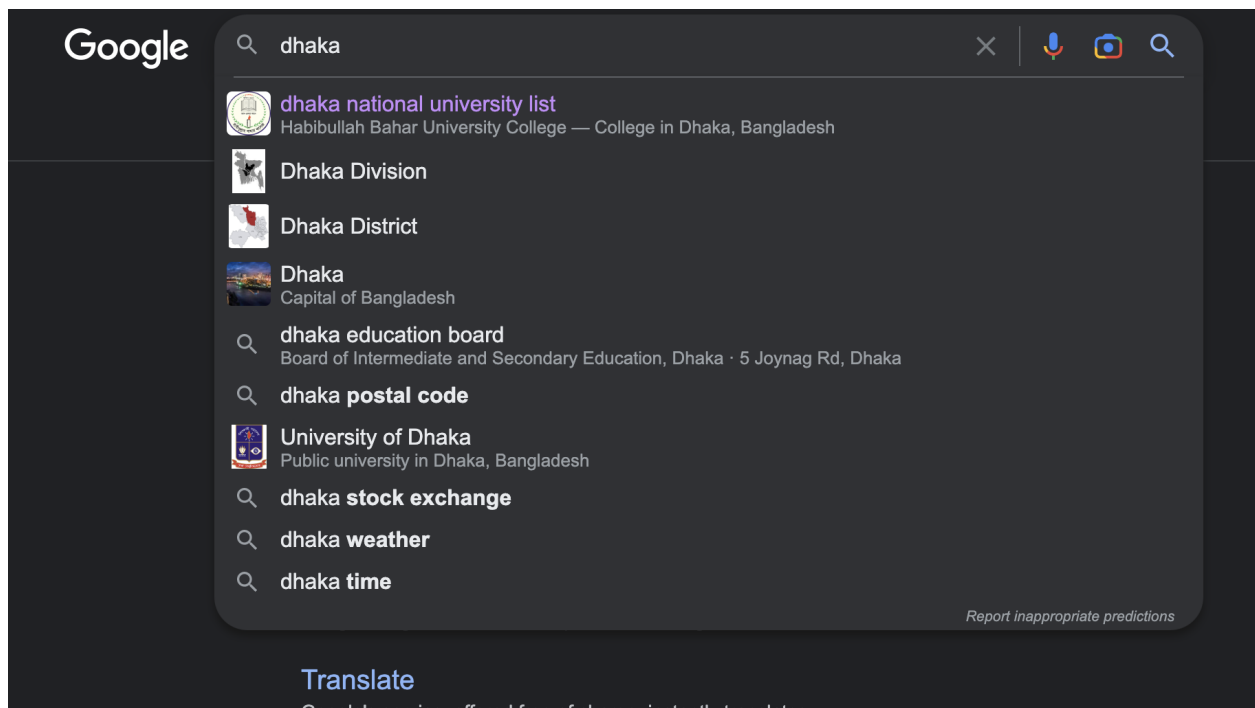 Google
dhaka
dhaka national university list
Habibullah Bahar University College — College in Dhaka, Bangladesh
Dhaka Division
Dhaka District
Dhaka
Capital of Bangladesh
dhaka education board
Board of Intermediate and Secondary Education, Dhaka · 5 Joynag Rd, Dhaka
dhaka postal code
University of Dhaka
Public university in Dhaka, Bangladesh
dhaka stock exchange
dhaka weather
dhaka time
Report inappropriate predictions
Translate